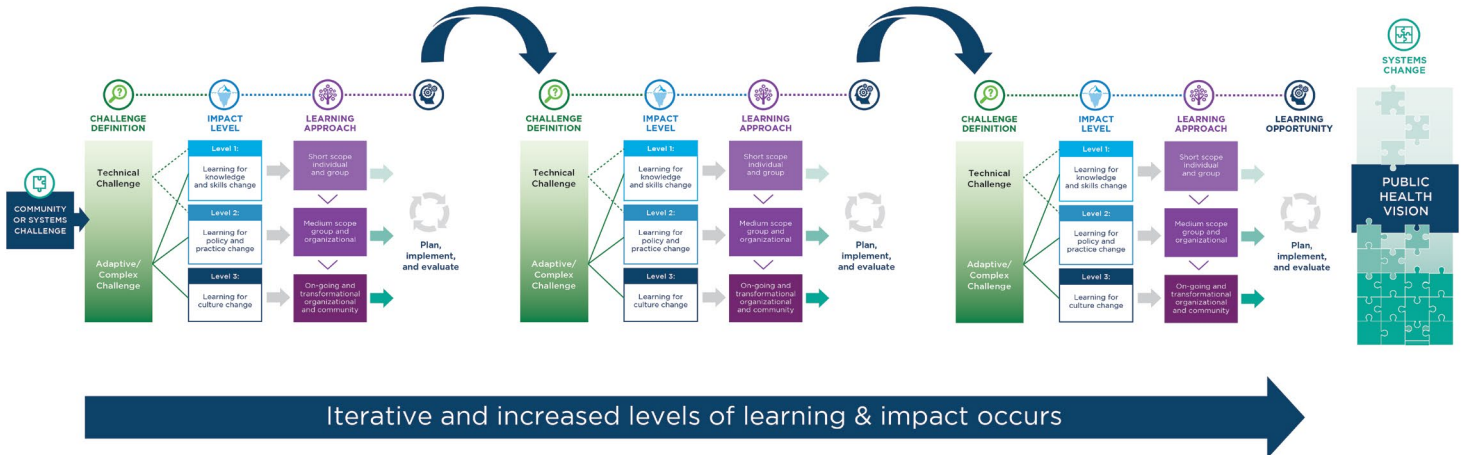 COMMUNITY
OR SYSTEMS
CHALLENGE
CHALLENGE
DEFINITION
Technical
Challenge
Adaptive/
Complex
Challenge
IMPACT
LEVEL
Level 1:
Learning for
knowledge
and skills change
Level 2:
Learning for
policy and
practice change
Level 3:
Learning for
culture change
LEARNING
APPROACH
Short scope
individual
and group
Medium scope
group and
organizational
On-going and
transformational
organizational
and community
Plan,
implement,
and evaluate
CHALLENGE
DEFINITION
Technical
Challenge
Adaptive/
Complex
Challenge
IMPACT
LEVEL
Level 1:
Learning for
knowledge
and skills change
Level 2:
Learning for
policy and
practice change
Level 3:
Learning for
culture change
LEARNING
APPROACH
Short scope
individual
and group
Medium scope
group and
organizational
On-going and
transformational
organizational
and community
Plan,
implement,
and evaluate
CHALLENGE
DEFINITION
Technical
Challenge
Adaptive/
Complex
Challenge
IMPACT
LEVEL
Level 1:
Learning for
knowledge
and skills change
Level 2:
Learning for
policy and
practice change
Level 3:
Learning for
culture change
LEARNING
APPROACH
Short scope
individual
and group
Medium scope
group and
organizational
On-going and
transformational
organizational
and community
LEARNING
OPPORTUNITY
Plan,
implement,
and evaluate
SYSTEMS
CHANGE
PUBLIC
HEALTH
VISION
Iterative and increased levels of learning & impact occurs